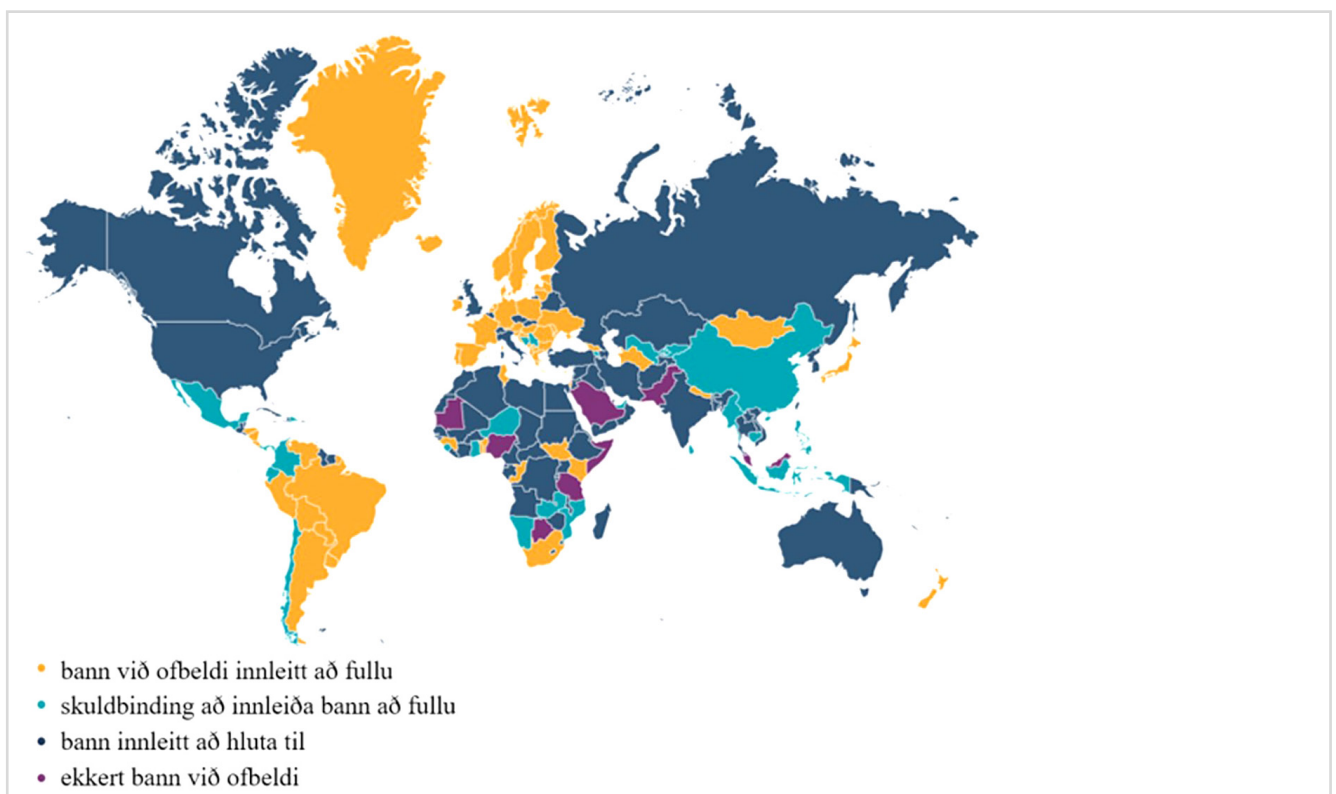 bann við ofbeldi innleitt að fullu
skuldbinding að innleiða bann að fullu
bann innleitt að hluta til
ekkert bann við ofbeldi